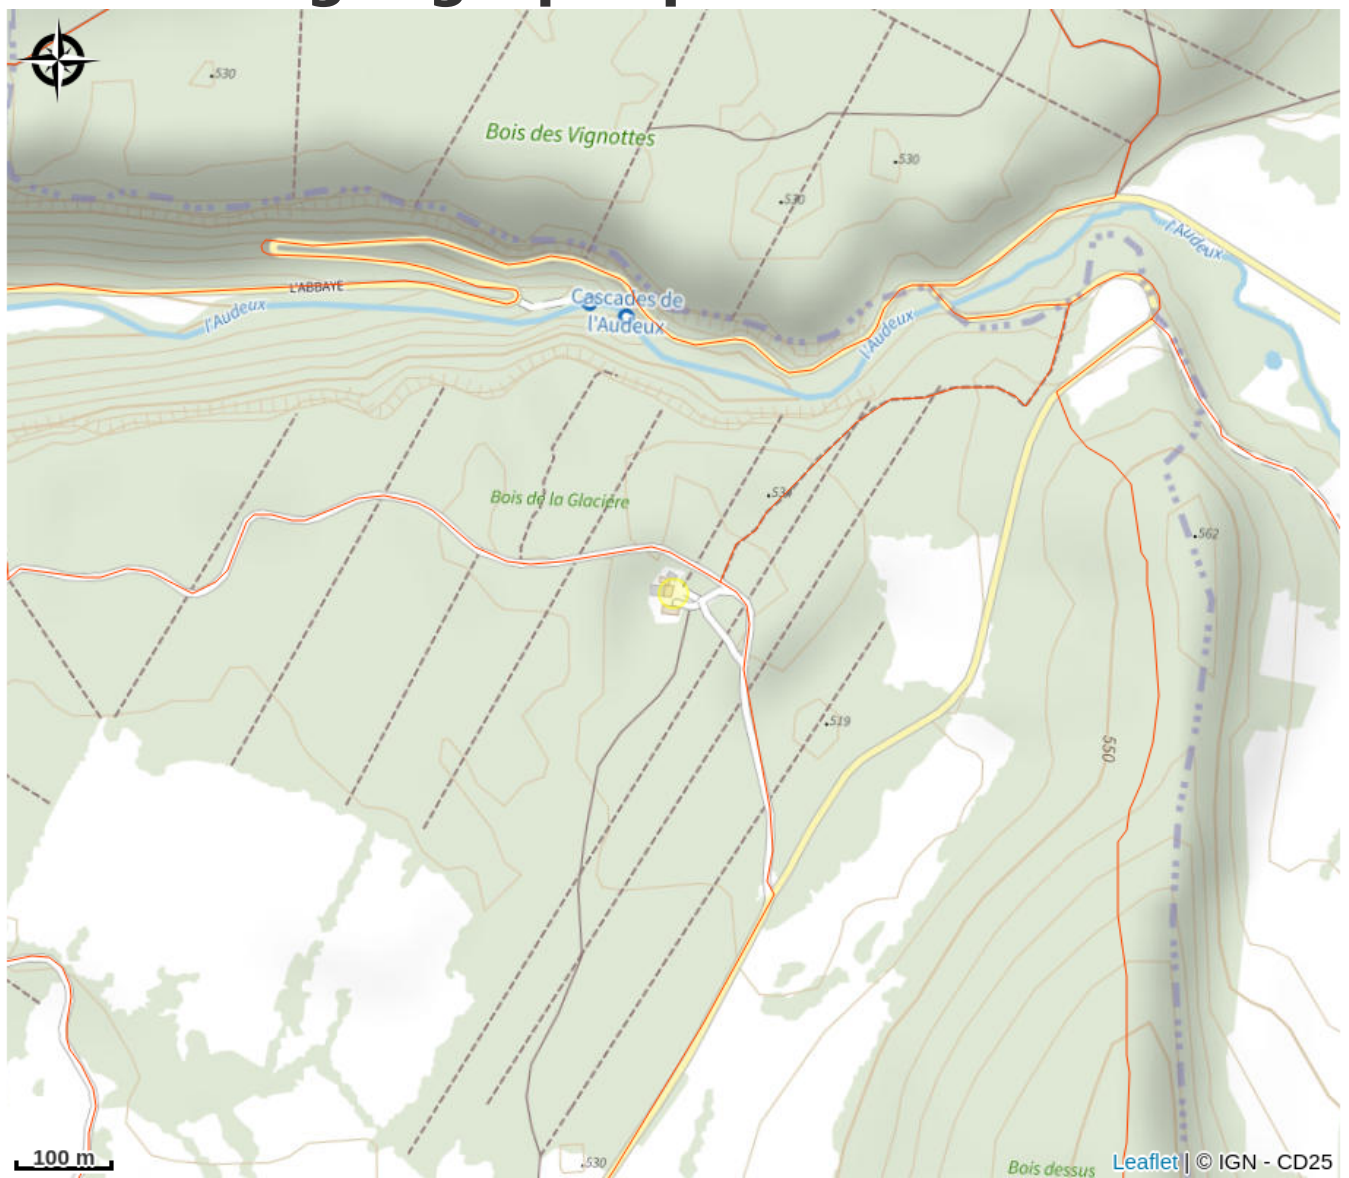 530
Bois des Vignottes
530
530
l'Audeux
L'ABBAYE
Cascades de
l'Audeux
l'Audeux
l'Audeux
Bois de la Glacière
562
519
550
100 m
530
Bois dessus
Leaflet | © IGN - CD25